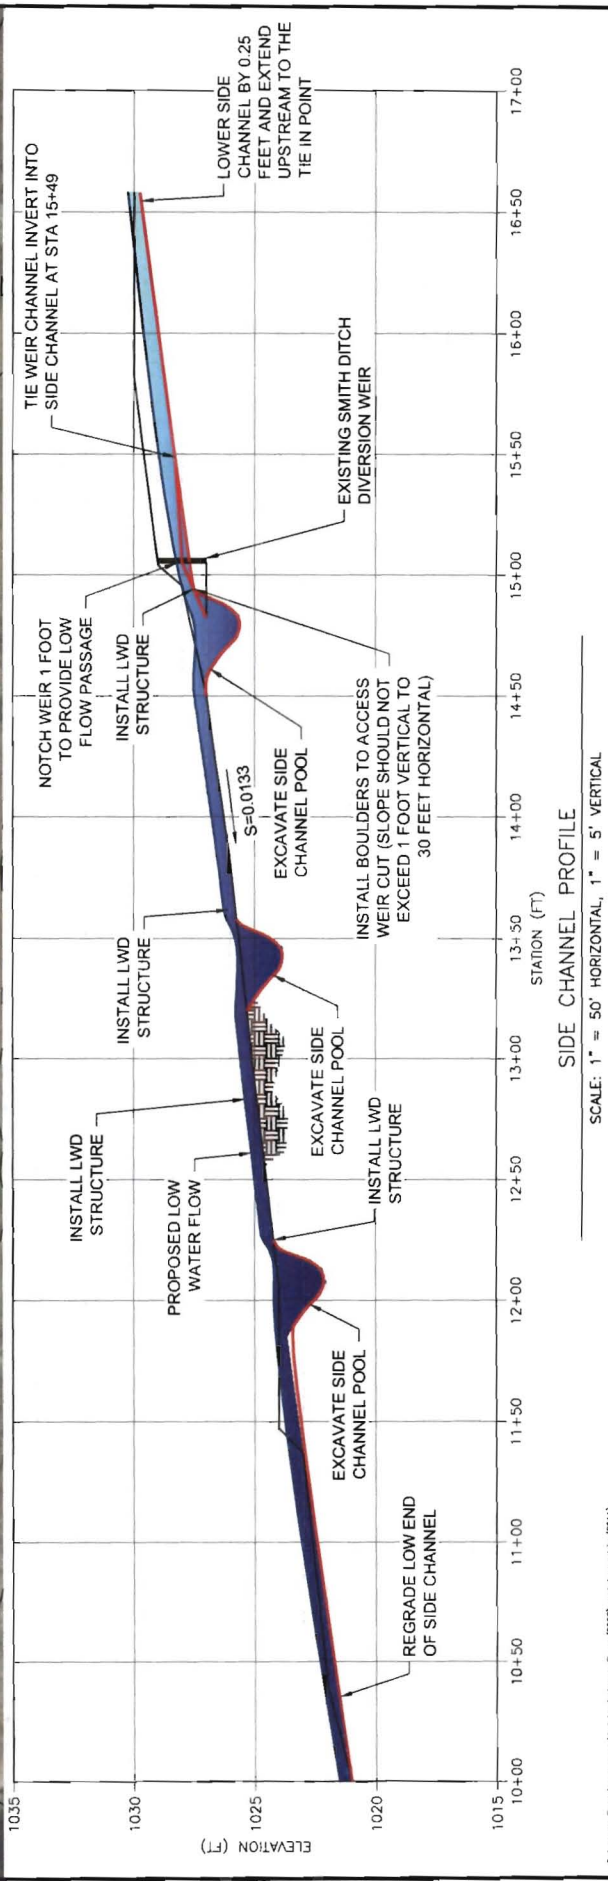 TIE WEIR CHANNEL INVERT INTO
SIDE CHANNEL AT STA 15+49
NOTCH WEIR 1 FOOT
TO PROVIDE LOW
FLOW PASSAGE
INSTALL LWD
STRUCTURE
INSTALL LWD
STRUCTURE
INSTALL LWD
STRUCTURE
PROPOSED LOW
WATER FLOW
LOWER SIDE
CHANNEL BY 0.25
FEET AND EXTEND
UPSTREAM TO THE
TIE IN POINT
EXISTING SMITH DITCH
DIVERSION WEIR
S=0.0133
EXCAVATE SIDE
CHANNEL POOL
INSTALL BOULDERS TO ACCESS
WEIR CUT (SLOPE SHOULD NOT
EXCEED 1 FOOT VERTICAL TO
30 FEET HORIZONTAL)
EXCAVATE SIDE
CHANNEL POOL
INSTALL LWD
STRUCTURE
EXCAVATE SIDE
CHANNEL POOL
REGRADE LOW END
OF SIDE CHANNEL
ELEVATION (FT)
1035
1030
1025
1020
1015
10+00
10+50
11+00
11+50
12+00
12+50
13+00
13+50
14+00
14+50
15+00
15+50
16+00
16+50
17+00
STATION (FT)
SIDE CHANNEL PROFILE
SCALE: 1" = 50' HORIZONTAL, 1" = 5' VERTICAL